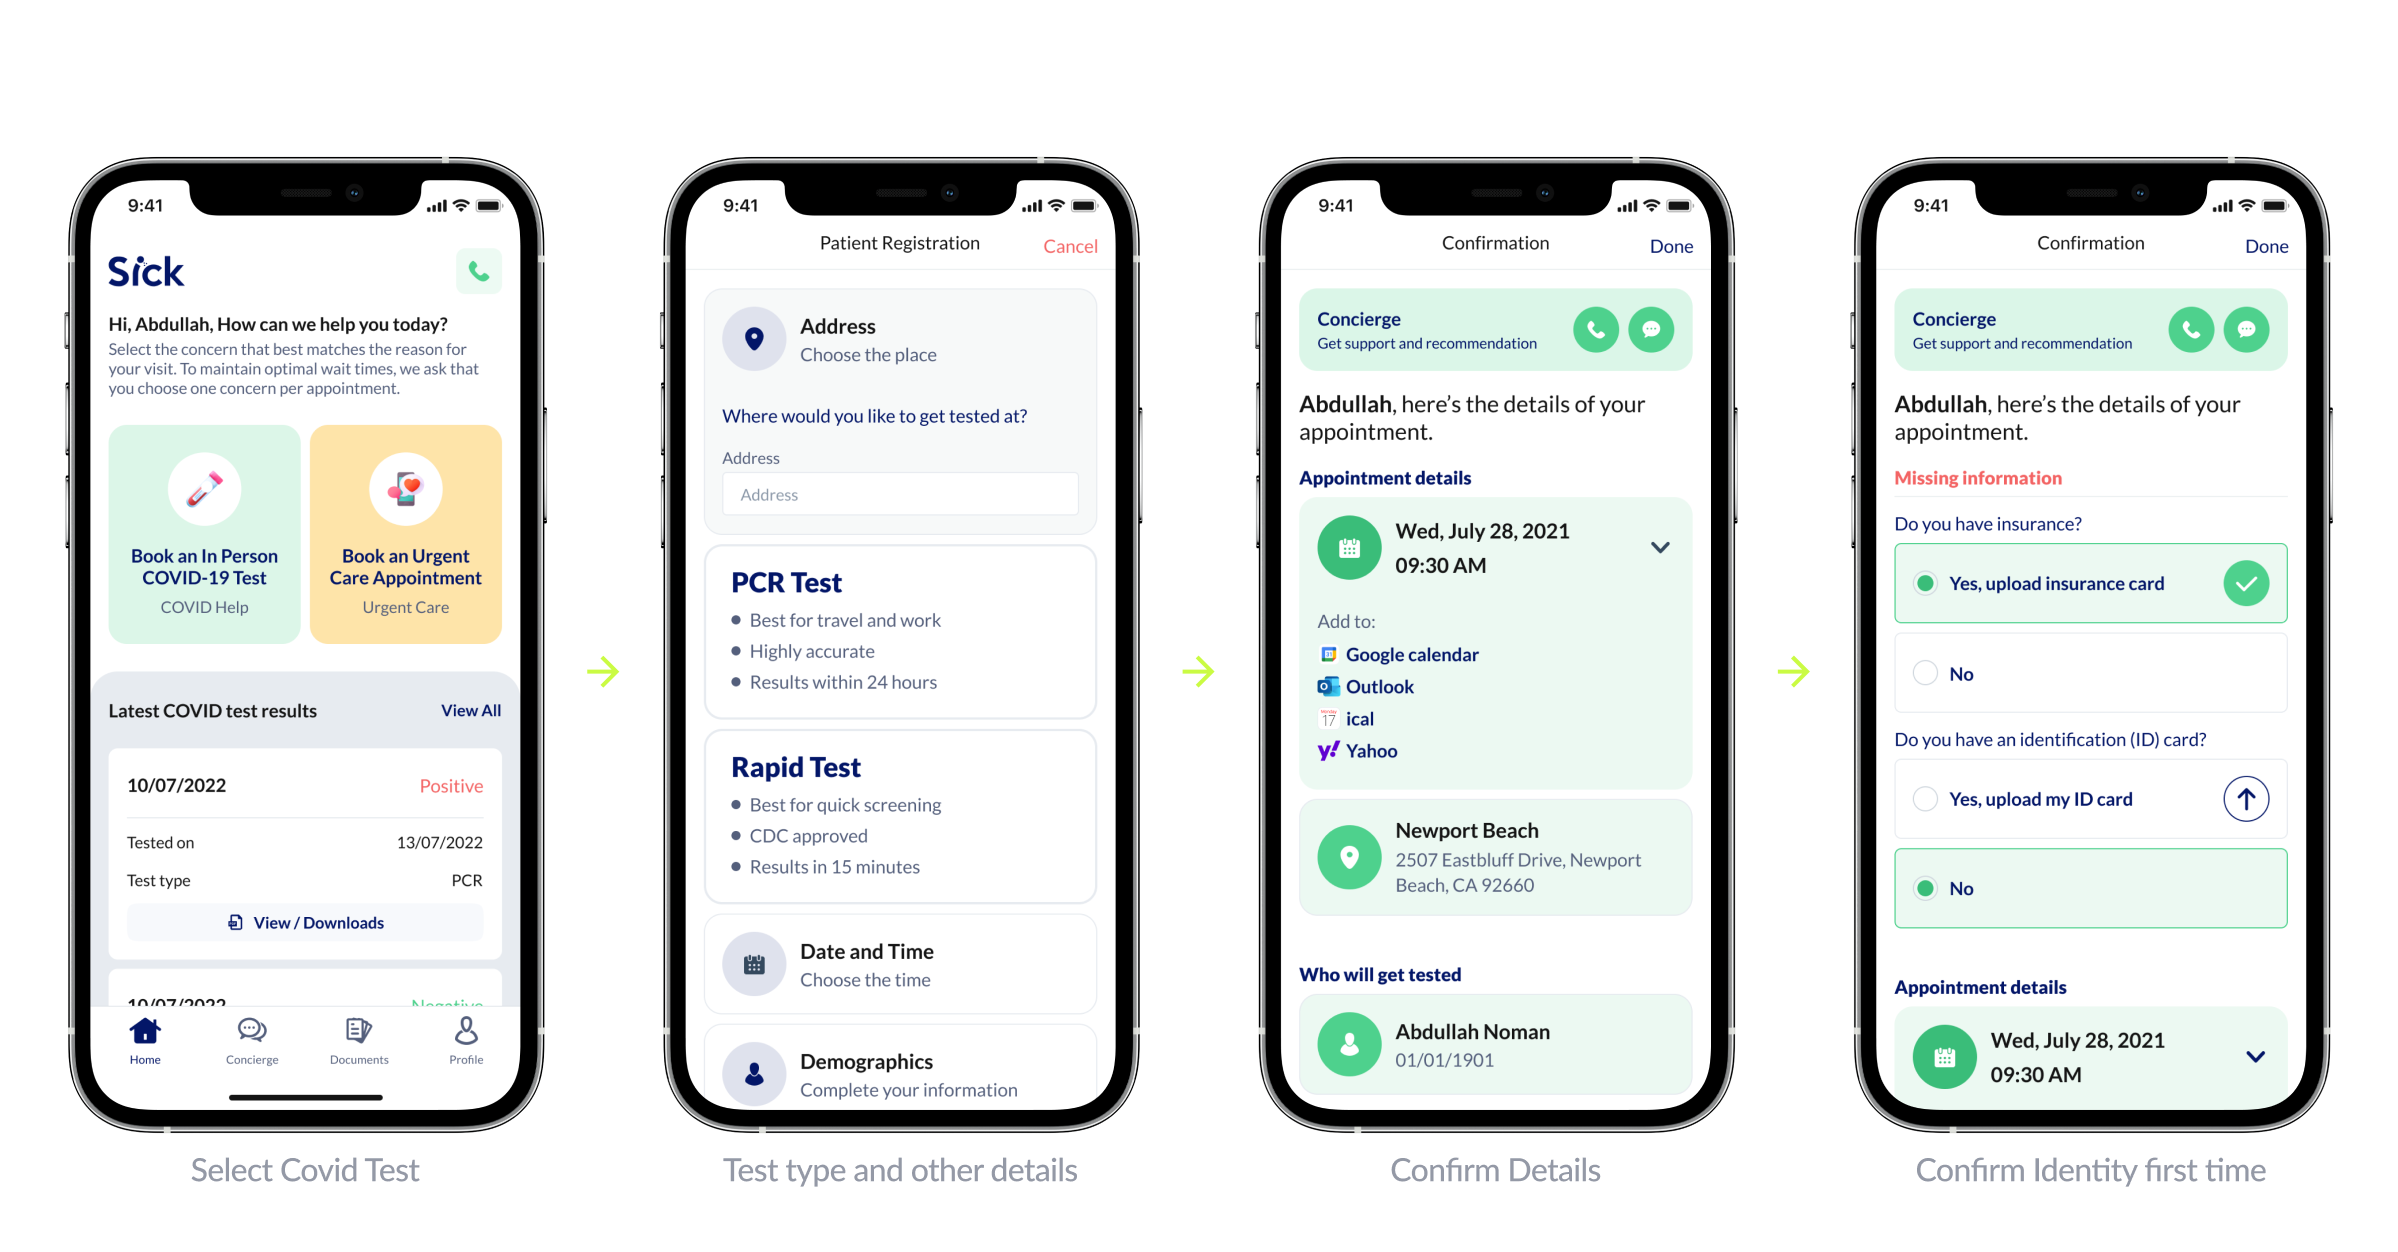 9:41
Sick
Hi, Abdullah, How can we help you today?
Select the concern that best matches the reason for
your visit. To maintain optimal wait times, we ask that
you choose one concern per appointment.
Book an In Person
COVID-19 Test
COVID Help
Book an Urgent
Care Appointment
Urgent Care
Latest COVID test results
View All
10/07/2022
Positive
Tested on
13/07/2022
Test type
PCR
View / Downloads
10/07/2022
Negative
Home
Concierge
Documents
Profile
Select Covid Test
9:41
Patient Registration
Cancel
Address
Choose the place
Where would you like to get tested at?
Address
Address
PCR Test
Best for travel and work
Highly accurate
Results within 24 hours
Rapid Test
Best for quick screening
CDC approved
Results in 15 minutes
Date and Time
Choose the time
Demographics
Complete your information
Test type and other details
9:41
Confirmation
Done
Concierge
Get support and recommendation
Abdullah, here’s the details of your
appointment.
Appointment details
Wed, July 28, 2021
09:30 AM
Add to:
31
Google calendar
Outlook
17
ical
y!
Yahoo
Newport Beach
2507 Eastbluff Drive, Newport
Beach, CA 92660
Who will get tested
Abdullah Noman
01/01/1901
Confirm Details
9:41
Confirmation
Done
Concierge
Get support and recommendation
Abdullah, here’s the details of your
appointment.
Missing information
Do you have insurance?
Yes, upload insurance card
No
Do you have an identification (ID) card?
Yes, upload my ID card
No
Appointment details
Wed, July 28, 2021
09:30 AM
Confirm Identity first time